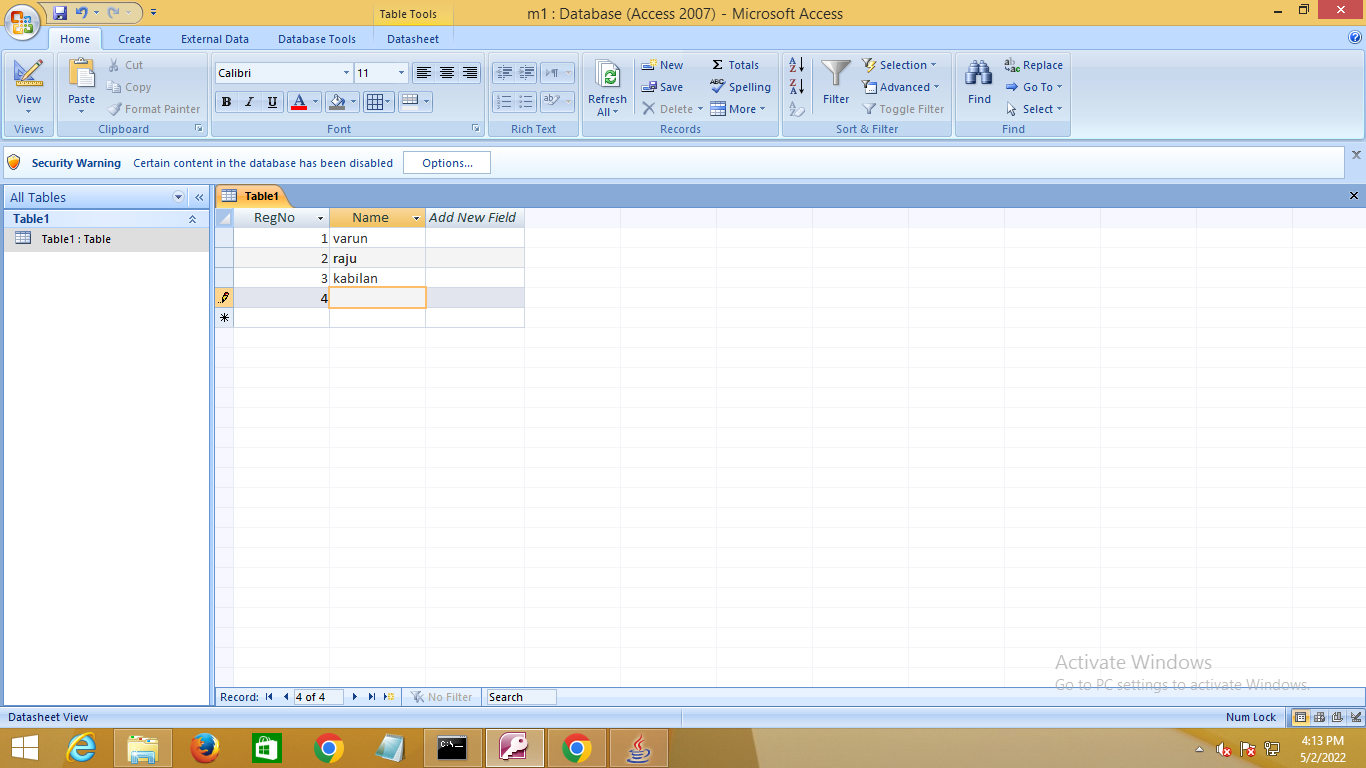 Table Tools
m1 : Database (Access 2007) - Microsoft Access
Home Create External Data Database Tools Datasheet
View
Views
Paste
Cut
Copy
Format Painter
Clipboard
Calibri 11
B I U A
Font
Rich Text
Refresh
All
New
Save
Delete
Σ Totals
ABC Spelling
More
Records
A
Z
Z
A
Filter
Selection
Advanced
Toggle Filter
Sort & Filter
Find
Replace
Go To
Select
Find
Security Warning Certain content in the database has been disabled Options...
All Tables «
Table1
Table1 : Table
Table1
RegNo Name Add New Field
1 varun
2 raju
3 kabilan
4
Activate Windows
Go to PC settings to activate Windows.
Record: 4 of 4 No Filter Search
Datasheet View Num Lock
C:\.
4:13 PM
5/2/2022